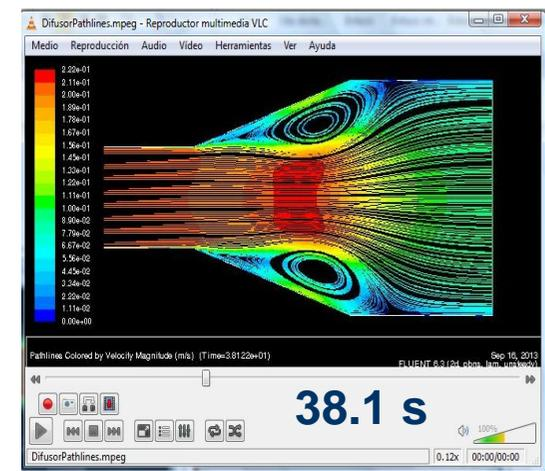 DifusorPathlines.mpeg - Reproductor multimedia VLC
Medio Reproducción Audio Vídeo Herramientas Ver Ayuda
2.22e-01
2.11e-01
2.00e-01
1.89e-01
1.78e-01
1.67e-01
1.56e-01
1.45e-01
1.33e-01
1.22e-01
1.11e-01
1.00e-01
8.90e-02
7.79e-02
6.67e-02
5.56e-02
4.45e-02
3.34e-02
2.22e-02
1.11e-02
0.00e+00
Pathlines Colored by Velocity Magnitude (m/s) (Time=3.8122e+01)
Sep 16, 2013
FLUENT 6.3 (2d, pbns, lam, unsteady)
38.1 s
100%
DifusorPathlines.mpeg
0.12x
00:00/00:00